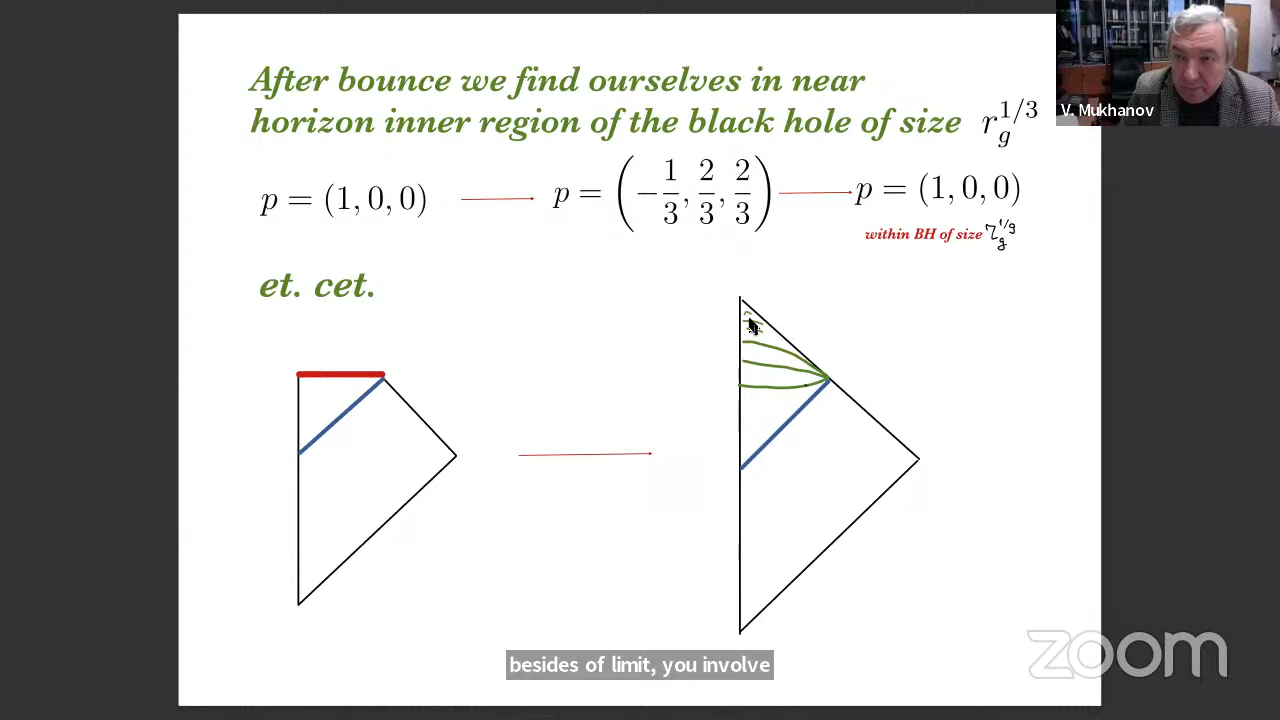 After bounce we find ourselves in near
horizon inner region of the black hole of size r_g^{1/3}
V. Mukhanov
p = (1, 0, 0) p = (-1/3, 2/3, 2/3) p = (1, 0, 0)
within BH of size r_g^{1/9}
et. cet.
besides of limit, you involve
zoom